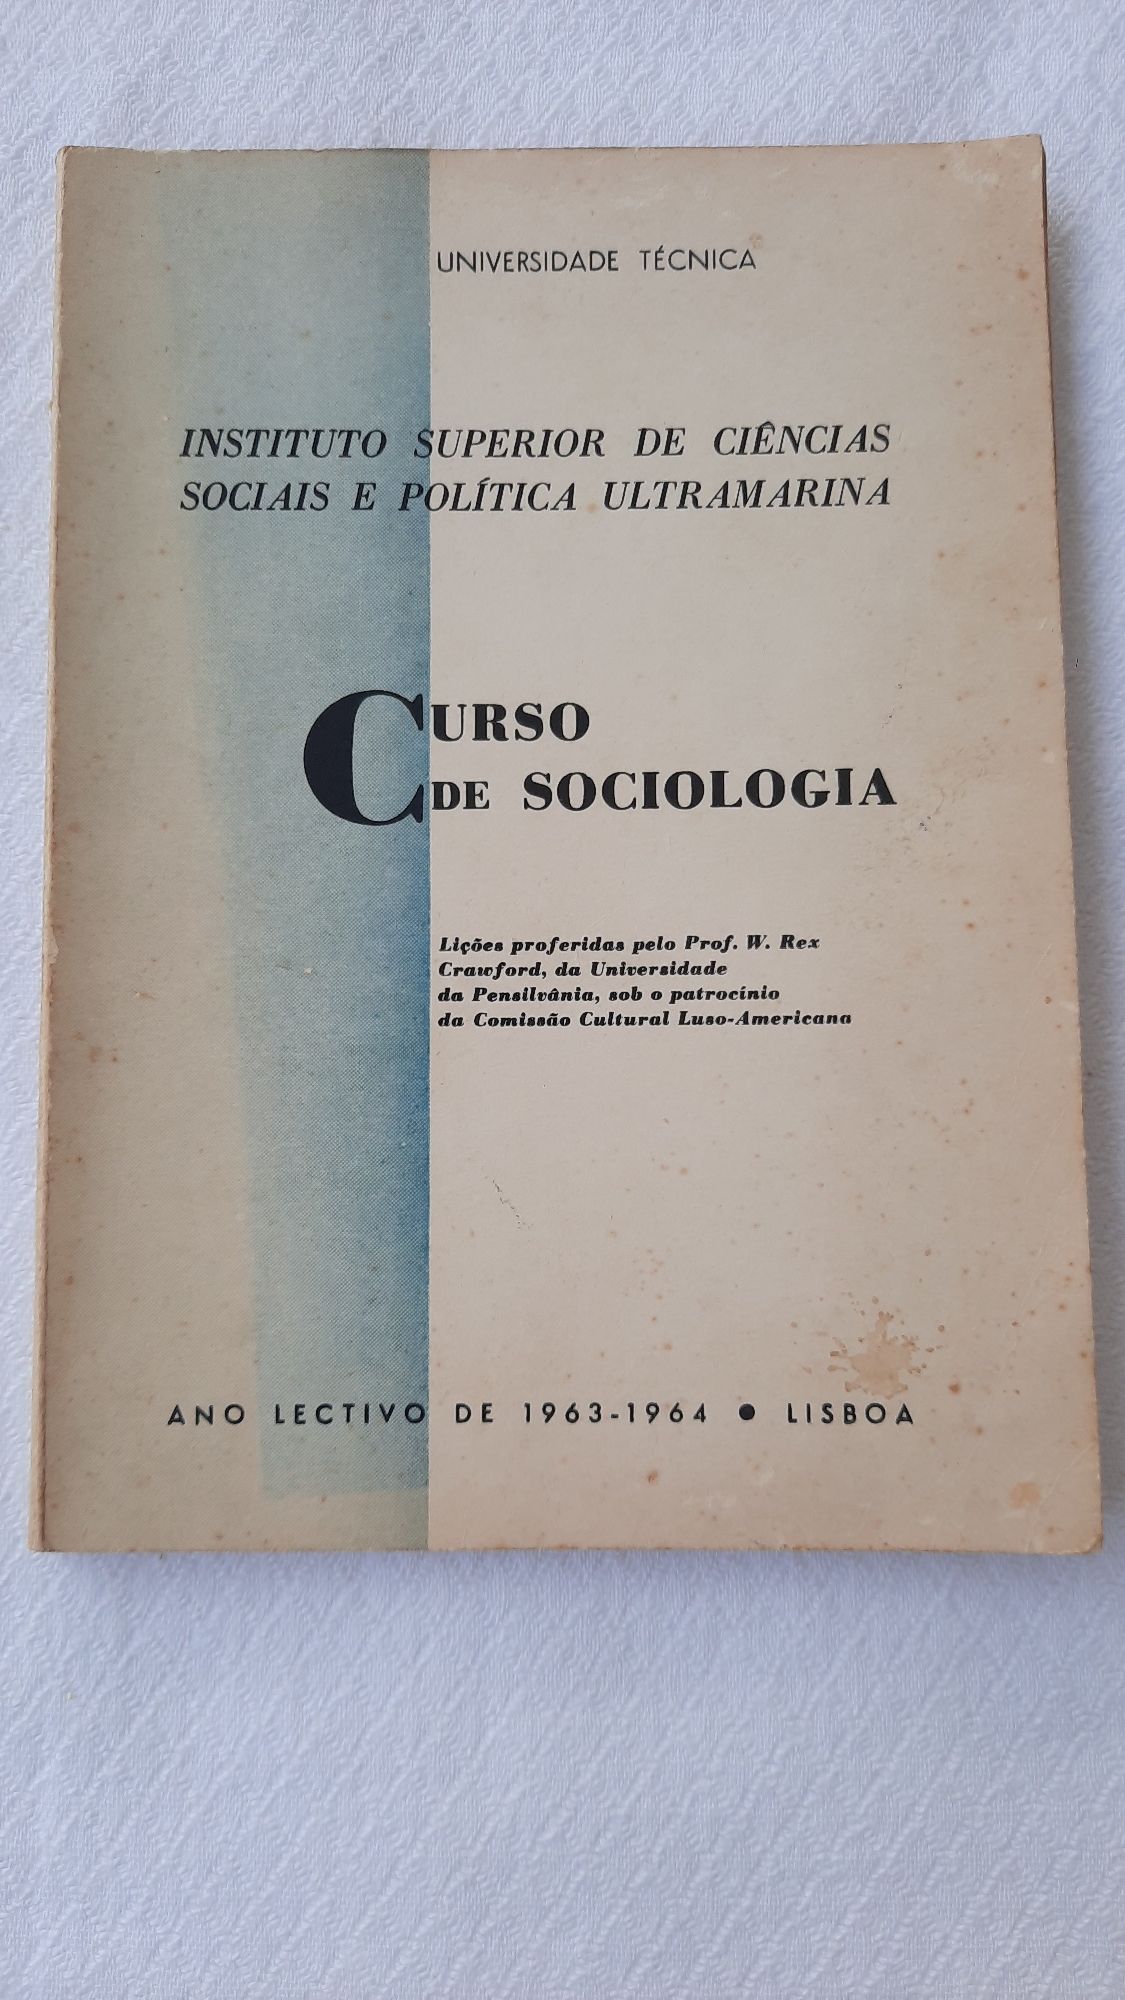 UNIVERSIDADE TÉCNICA
INSTITUTO SUPERIOR DE CIÊNCIAS
SOCIAIS E POLÍTICA ULTRAMARINA
CURSO
DE SOCIOLOGIA
Lições proferidas pelo Prof. W. Rex
Crawford, da Universidade
da Pensilvânia, sob o patrocínio
da Comissão Cultural Luso-Americana
ANO LECTIVO DE 1963-1964 ● LISBOA